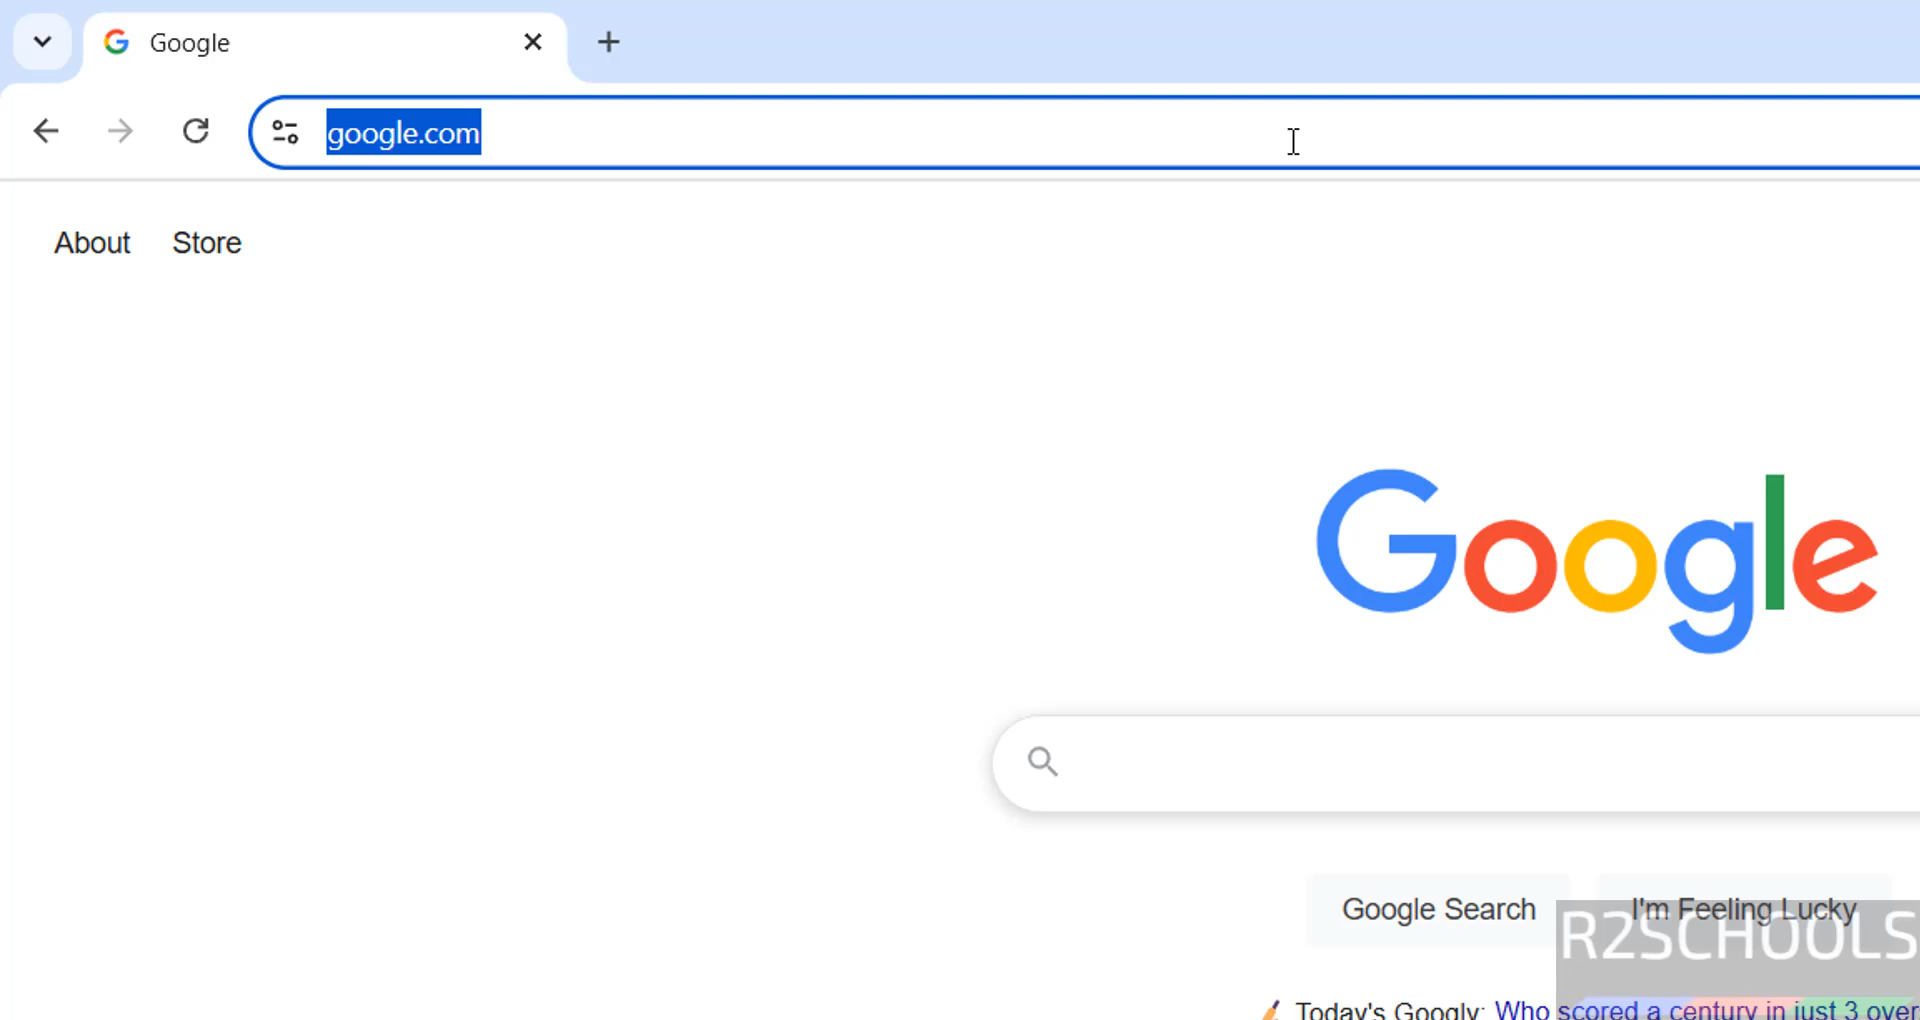 Google
google.com
About Store
Google
Google Search I'm Feeling Lucky
R2SCHOOLS
Today's Googly: Who scored a century in just 3 over